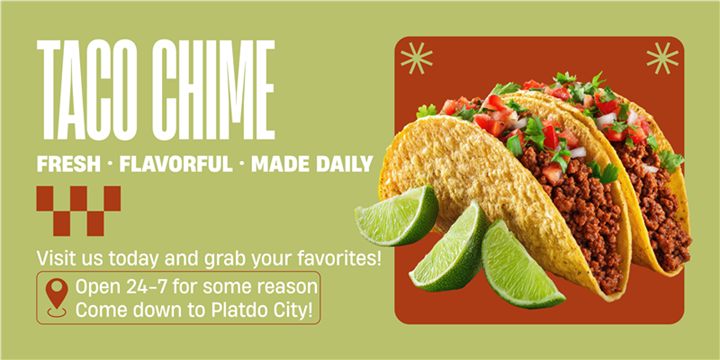 TACO CHIME
FRESH · FLAVORFUL · MADE DAILY
Visit us today and grab your favorites!
Open 24-7 for some reason
Come down to Platdo City!